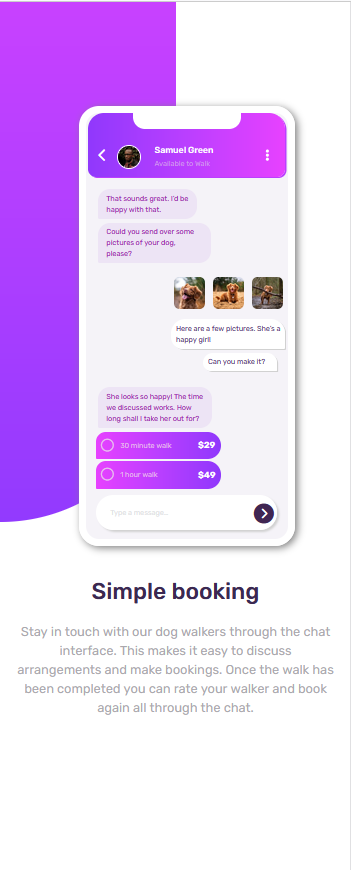 Samuel Green
Available to Walk
That sounds great. I'd be
happy with that.
Could you send over some
pictures of your dog,
please?
Here are a few pictures. She's a
happy girl!
Can you make it?
She looks so happy! The time
we discussed works. How
long shall I take her out for?
30 minute walk $29
1 hour walk $49
Type a message...
Simple booking
Stay in touch with our dog walkers through the chat
interface. This makes it easy to discuss
arrangements and make bookings. Once the walk has
been completed you can rate your walker and book
again all through the chat.